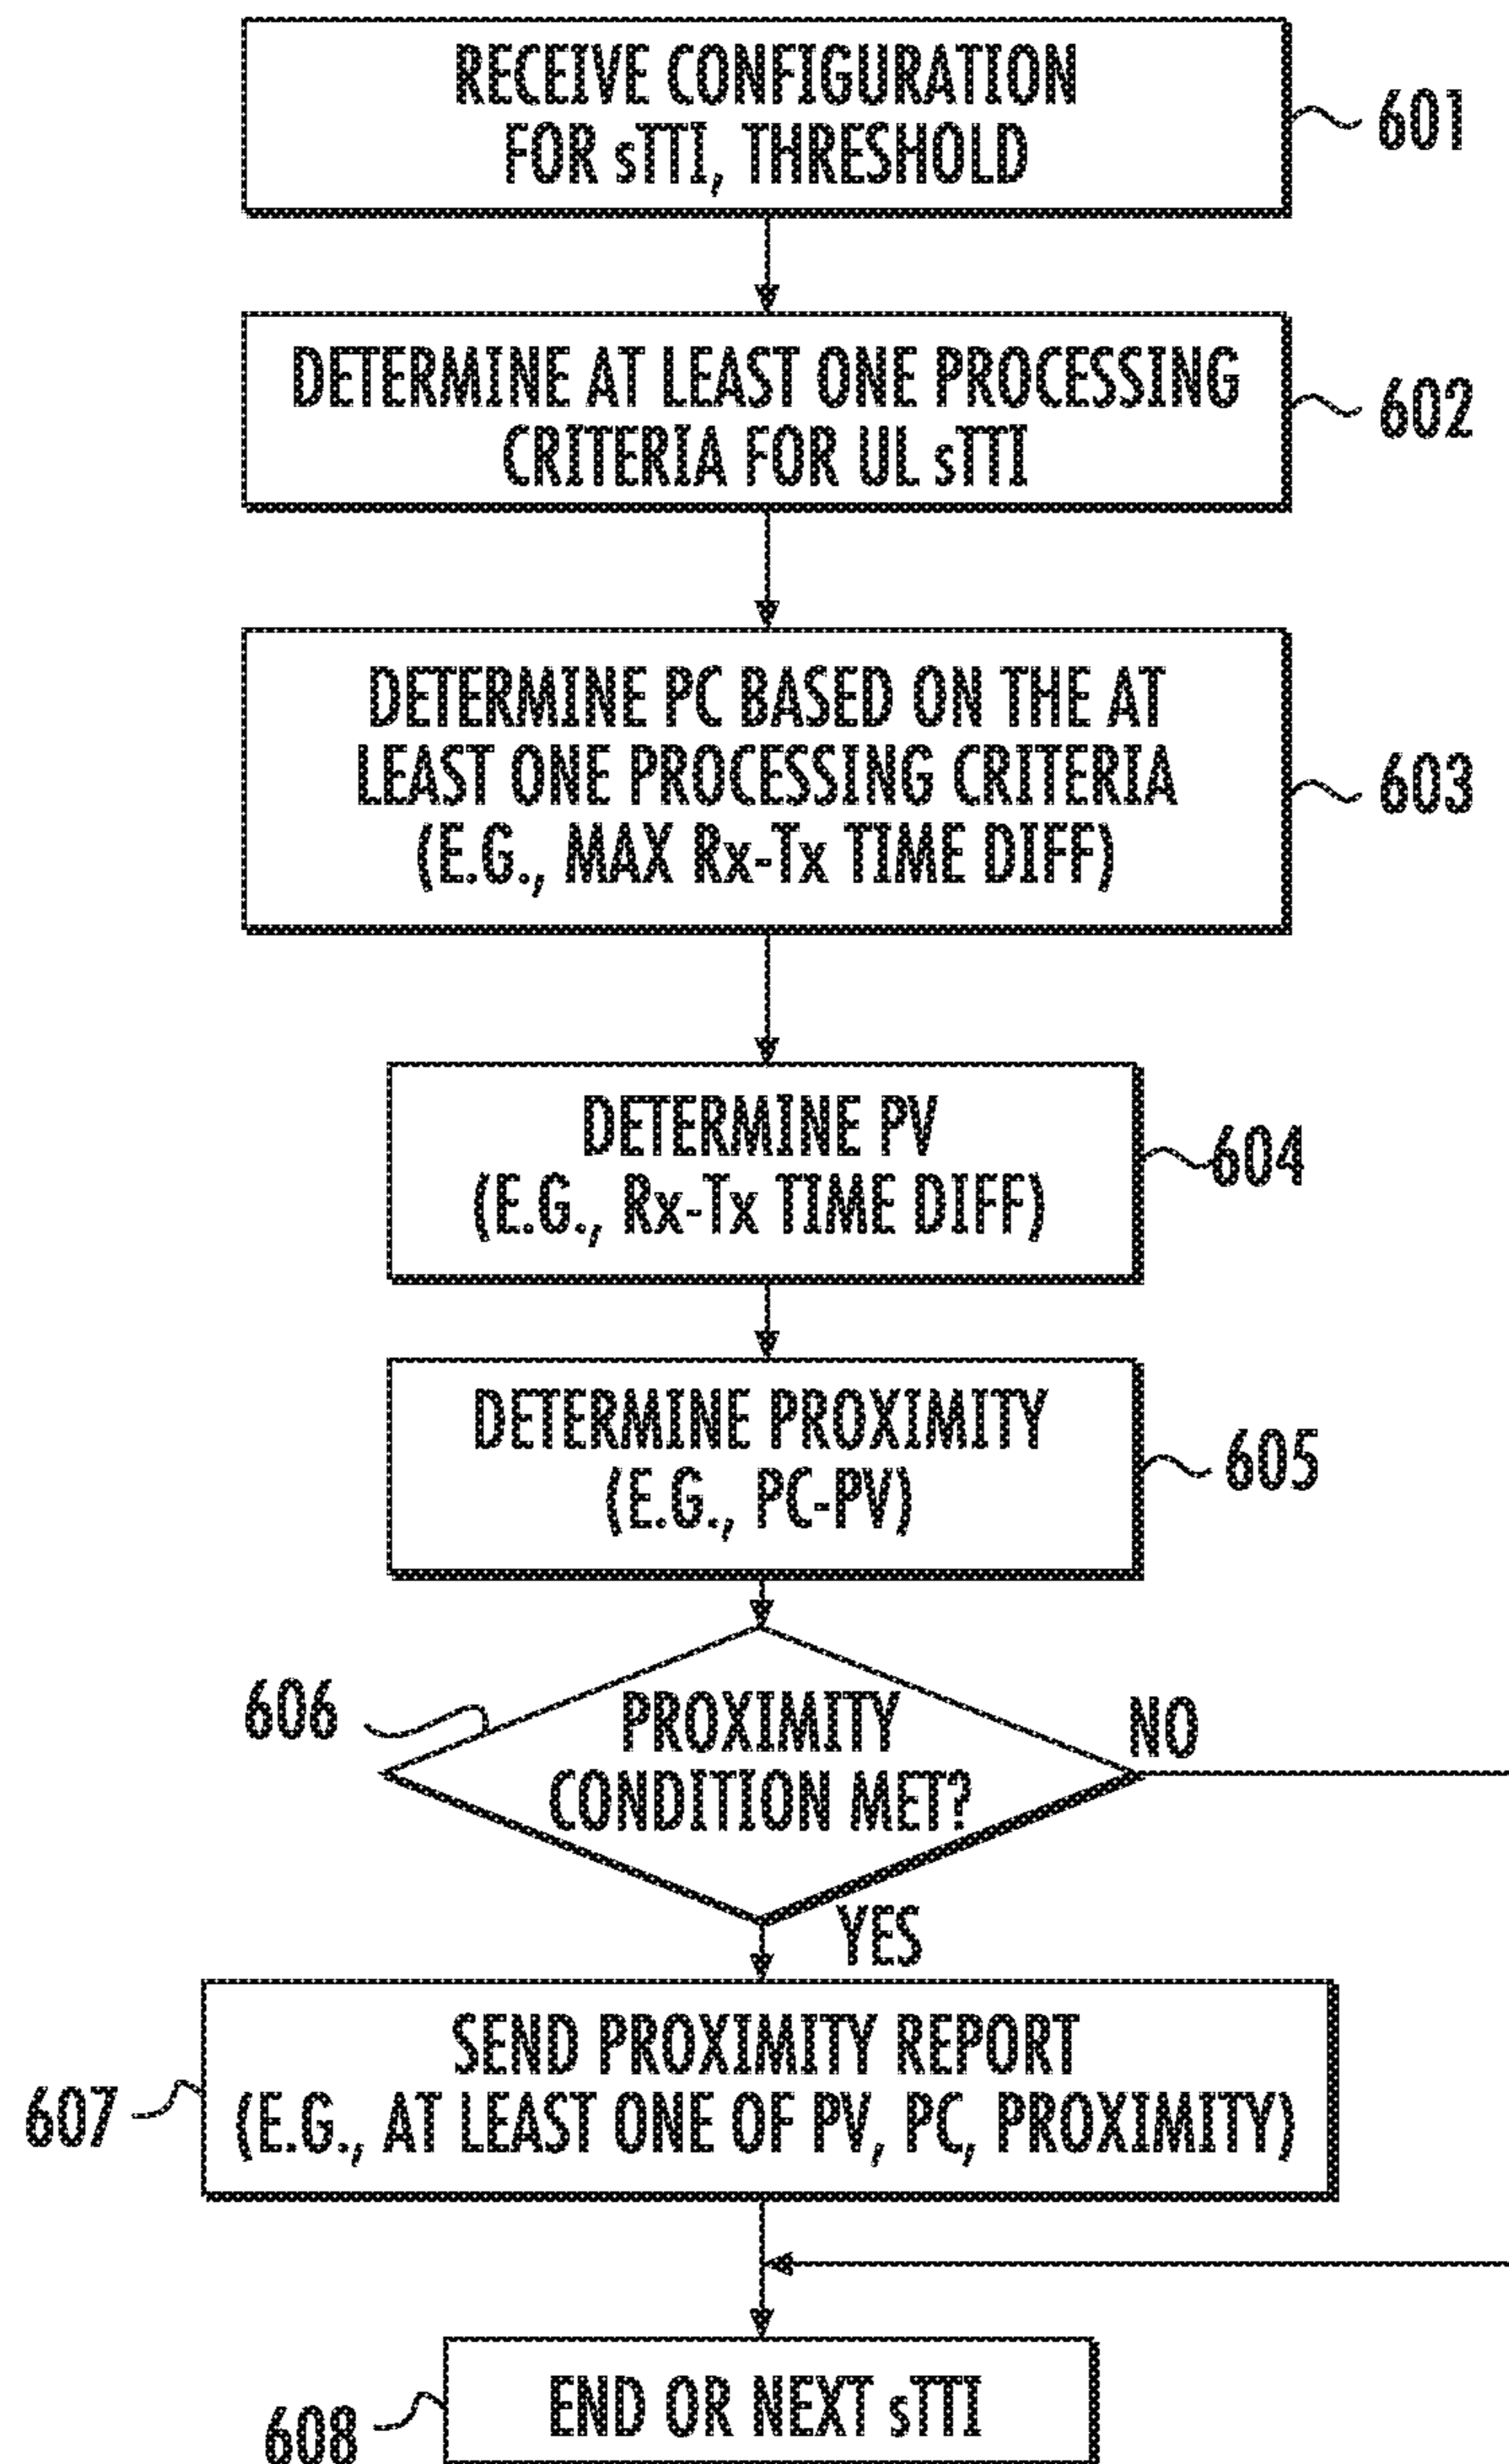 RECEIVE CONFIGURATION
FOR sTTI, THRESHOLD
601
DETERMINE AT LEAST ONE PROCESSING
CRITERIA FOR UL sTTI
602
DETERMINE PC BASED ON THE AT
LEAST ONE PROCESSING CRITERIA
(E.G., MAX Rx-Tx TIME DIFF)
603
DETERMINE PV
(E.G., Rx-Tx TIME DIFF)
604
DETERMINE PROXIMITY
(E.G., PC-PV)
605
606
PROXIMITY
CONDITION MET?
NO
YES
SEND PROXIMITY REPORT
(E.G., AT LEAST ONE OF PV, PC, PROXIMITY)
607
END OR NEXT sTTI
608